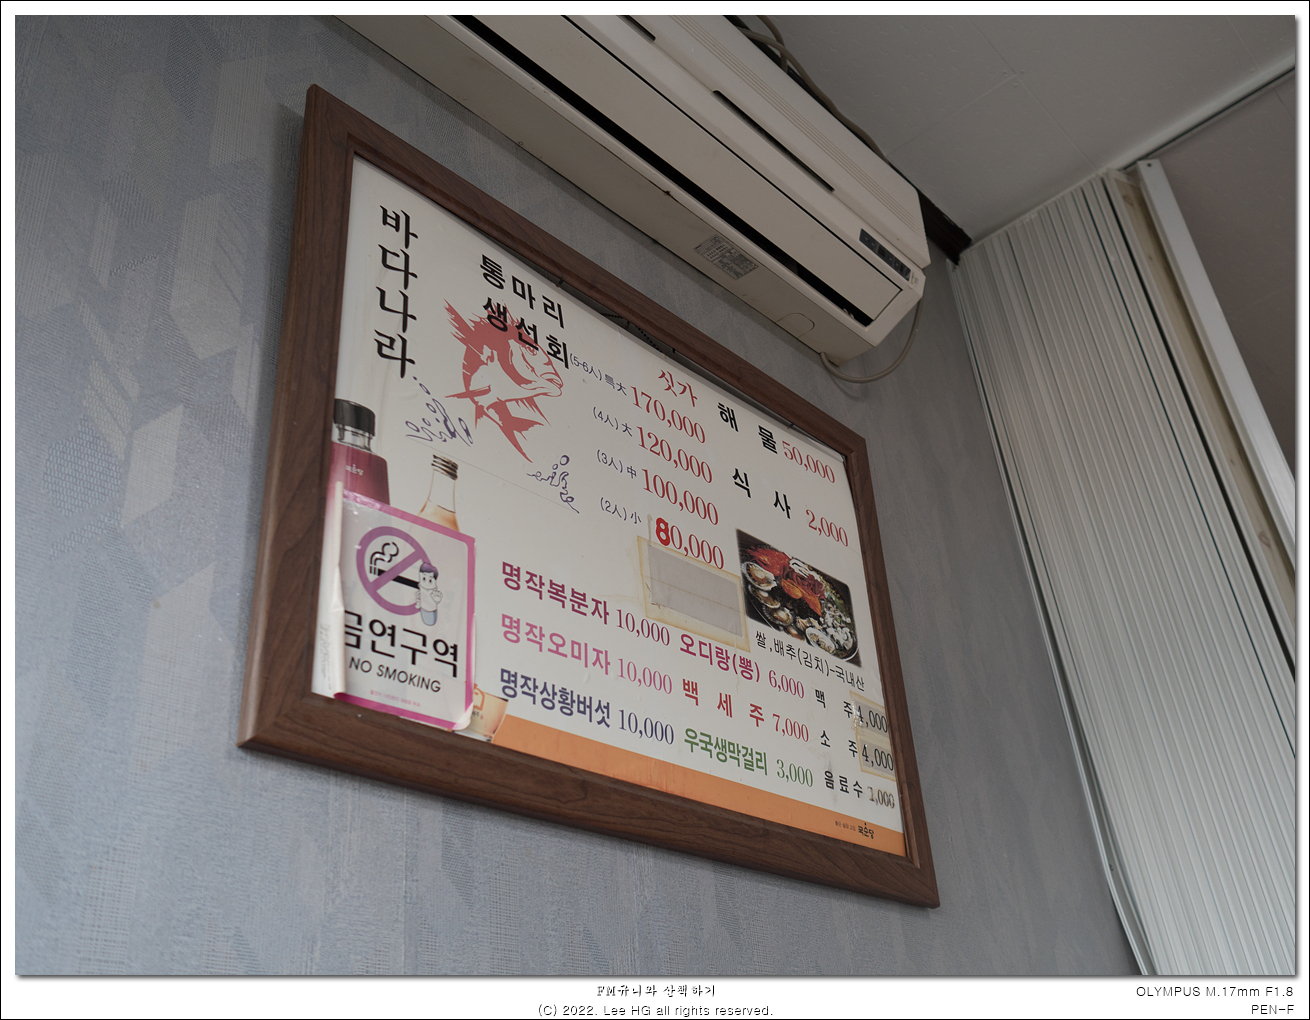 바다나라
통마리
생선회
싯가
(5-6人) 特大 170,000
(4人) 大 120,000
(3人) 中 100,000
(2人) 小 80,000
해 물 50,000
식 사 2,000
쌀,배추(김치)-국내산
명작복분자 10,000
명작오미자 10,000
명작상황버섯 10,000
오디랑(뽕) 6,000
백 세 주 7,000
우국생막걸리 3,000
맥 주 4,000
소 주 4,000
음료수 1,000
국순당
금연구역
NO SMOKING
FM유니와 산책하기
(C) 2022. Lee HG all rights reserved.
OLYMPUS M.17mm F1.8
PEN-F